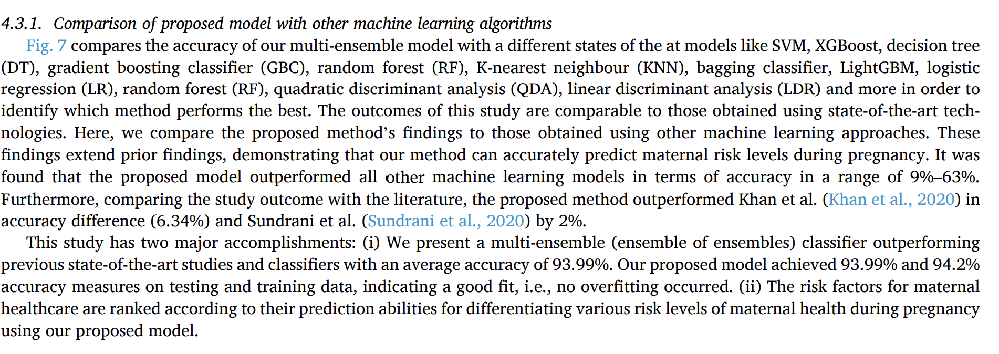 4.3.1. Comparison of proposed model with other machine learning algorithms
Fig. 7 compares the accuracy of our multi-ensemble model with a different states of the at models like SVM, XGBoost, decision tree
(DT), gradient boosting classifier (GBC), random forest (RF), K-nearest neighbour (KNN), bagging classifier, LightGBM, logistic
regression (LR), random forest (RF), quadratic discriminant analysis (QDA), linear discriminant analysis (LDR) and more in order to
identify which method performs the best. The outcomes of this study are comparable to those obtained using state-of-the-art tech-
nologies. Here, we compare the proposed method's findings to those obtained using other machine learning approaches. These
findings extend prior findings, demonstrating that our method can accurately predict maternal risk levels during pregnancy. It was
found that the proposed model outperformed all other machine learning models in terms of accuracy in a range of 9%–63%.
Furthermore, comparing the study outcome with the literature, the proposed method outperformed Khan et al. (Khan et al., 2020) in
accuracy difference (6.34%) and Sundrani et al. (Sundrani et al., 2020) by 2%.
This study has two major accomplishments: (i) We present a multi-ensemble (ensemble of ensembles) classifier outperforming
previous state-of-the-art studies and classifiers with an average accuracy of 93.99%. Our proposed model achieved 93.99% and 94.2%
accuracy measures on testing and training data, indicating a good fit, i.e., no overfitting occurred. (ii) The risk factors for maternal
healthcare are ranked according to their prediction abilities for differentiating various risk levels of maternal health during pregnancy
using our proposed model.